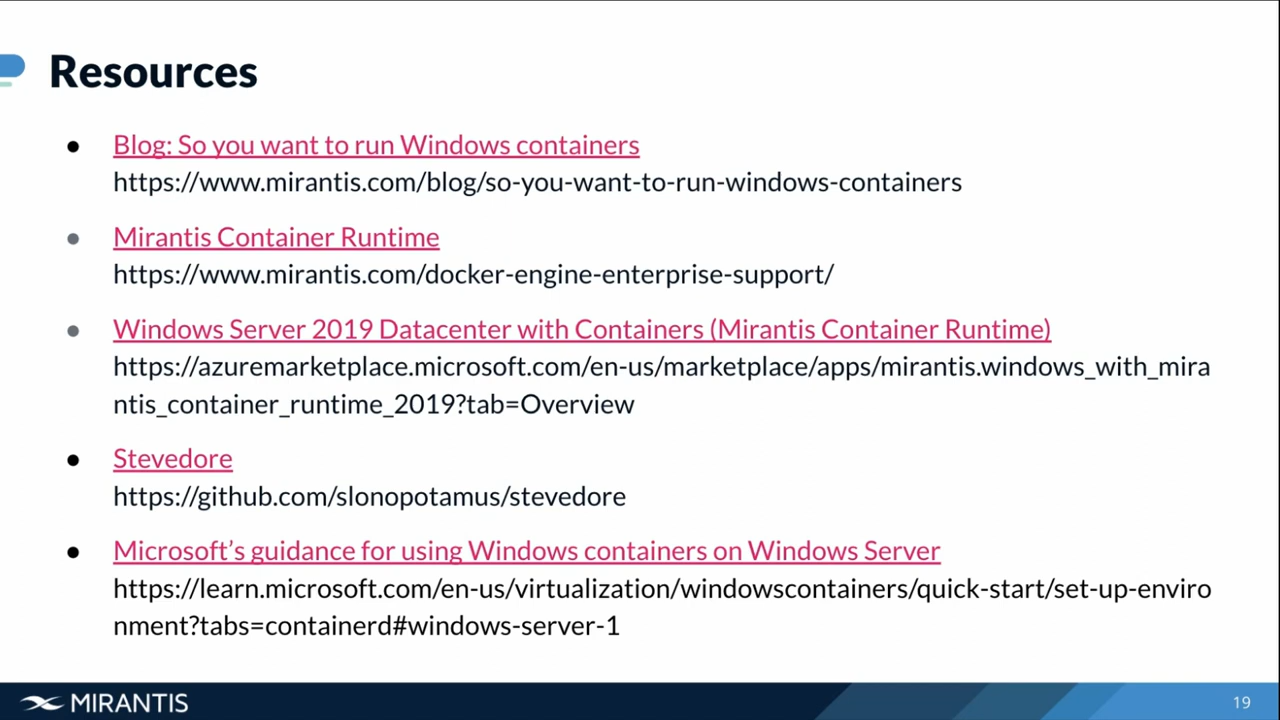 Resources
● Blog: So you want to run Windows containers
https://www.mirantis.com/blog/so-you-want-to-run-windows-containers
● Mirantis Container Runtime
https://www.mirantis.com/docker-engine-enterprise-support/
● Windows Server 2019 Datacenter with Containers (Mirantis Container Runtime)
https://azuremarketplace.microsoft.com/en-us/marketplace/apps/mirantis.windows_with_mira
ntis_container_runtime_2019?tab=Overview
● Stevedore
https://github.com/slonopotamus/stevedore
● Microsoft’s guidance for using Windows containers on Windows Server
https://learn.microsoft.com/en-us/virtualization/windowscontainers/quick-start/set-up-enviro
nment?tabs=containerd#windows-server-1
MIRANTIS
19